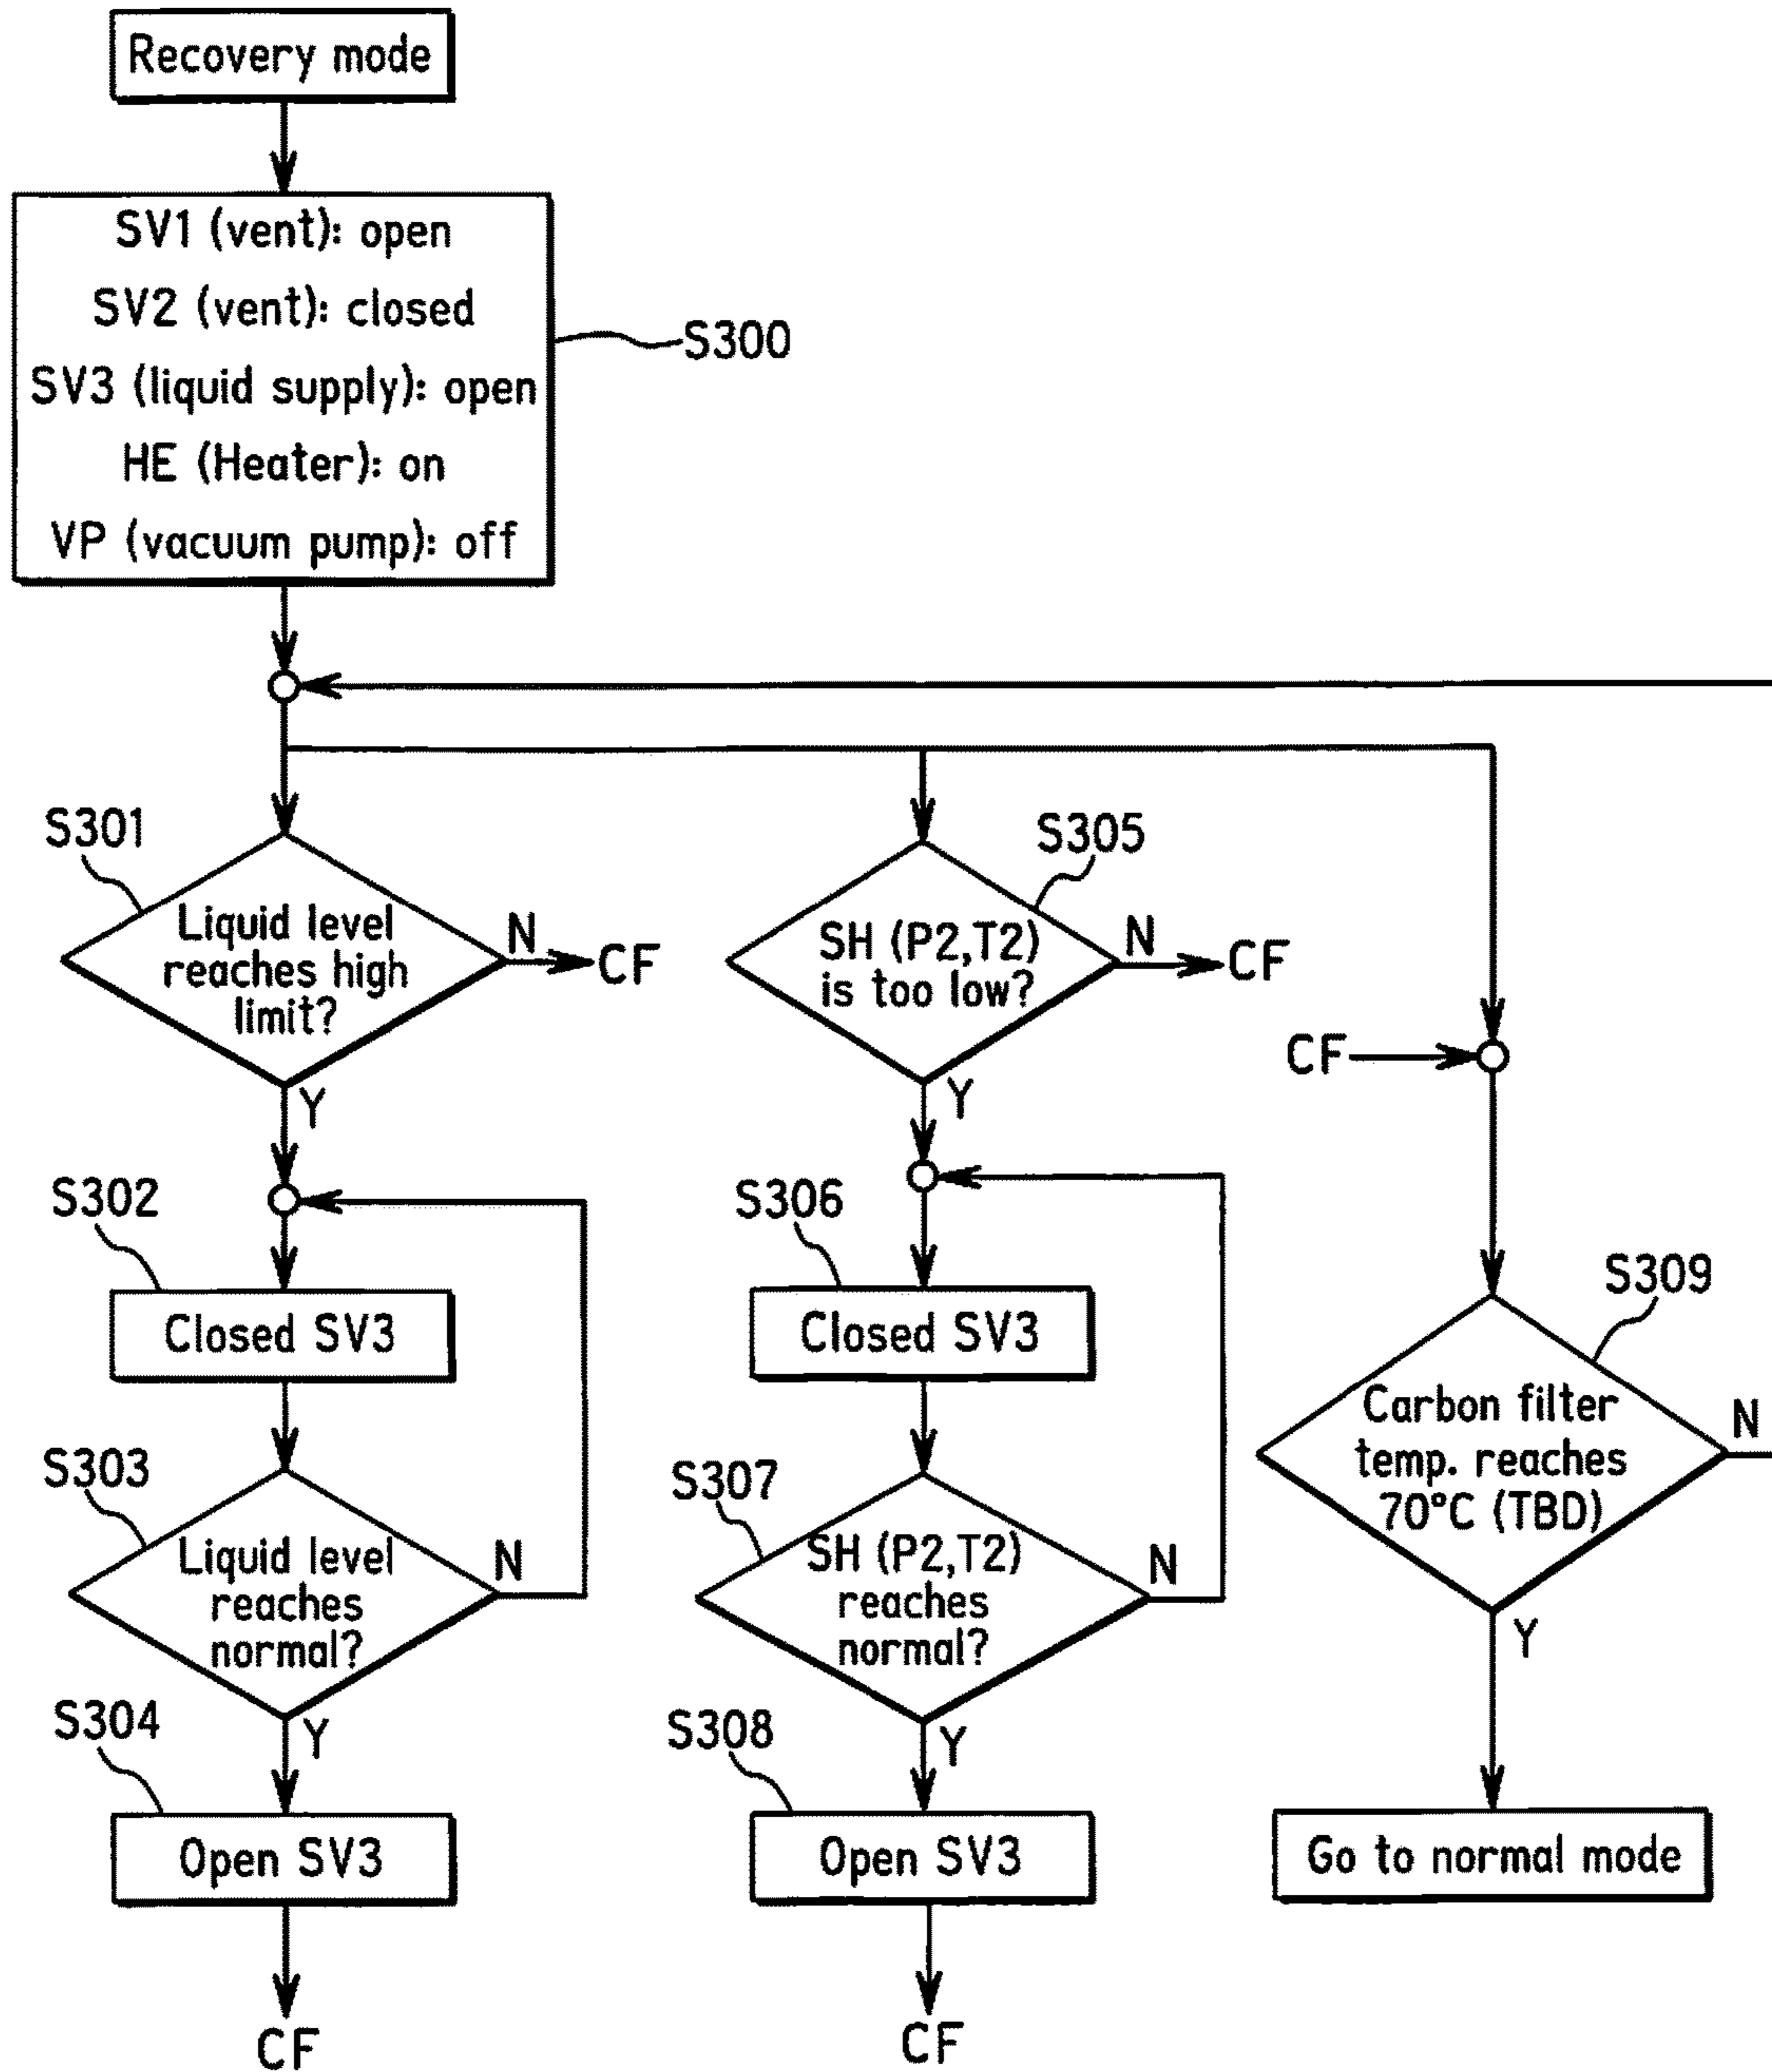 Recovery mode
SV1 (vent): open
SV2 (vent): closed
SV3 (liquid supply): open
HE (Heater): on
VP (vacuum pump): off
S300
S301
Liquid level
reaches high
limit?
N
CF
Y
S302
Closed SV3
S303
Liquid level
reaches
normal?
N
Y
S304
Open SV3
CF
S305
SH (P2,T2)
is too low?
N
CF
Y
S306
Closed SV3
S307
SH (P2,T2)
reaches
normal?
N
Y
S308
Open SV3
CF
CF
S309
Carbon filter
temp. reaches
70°C (TBD)
N
Y
Go to normal mode